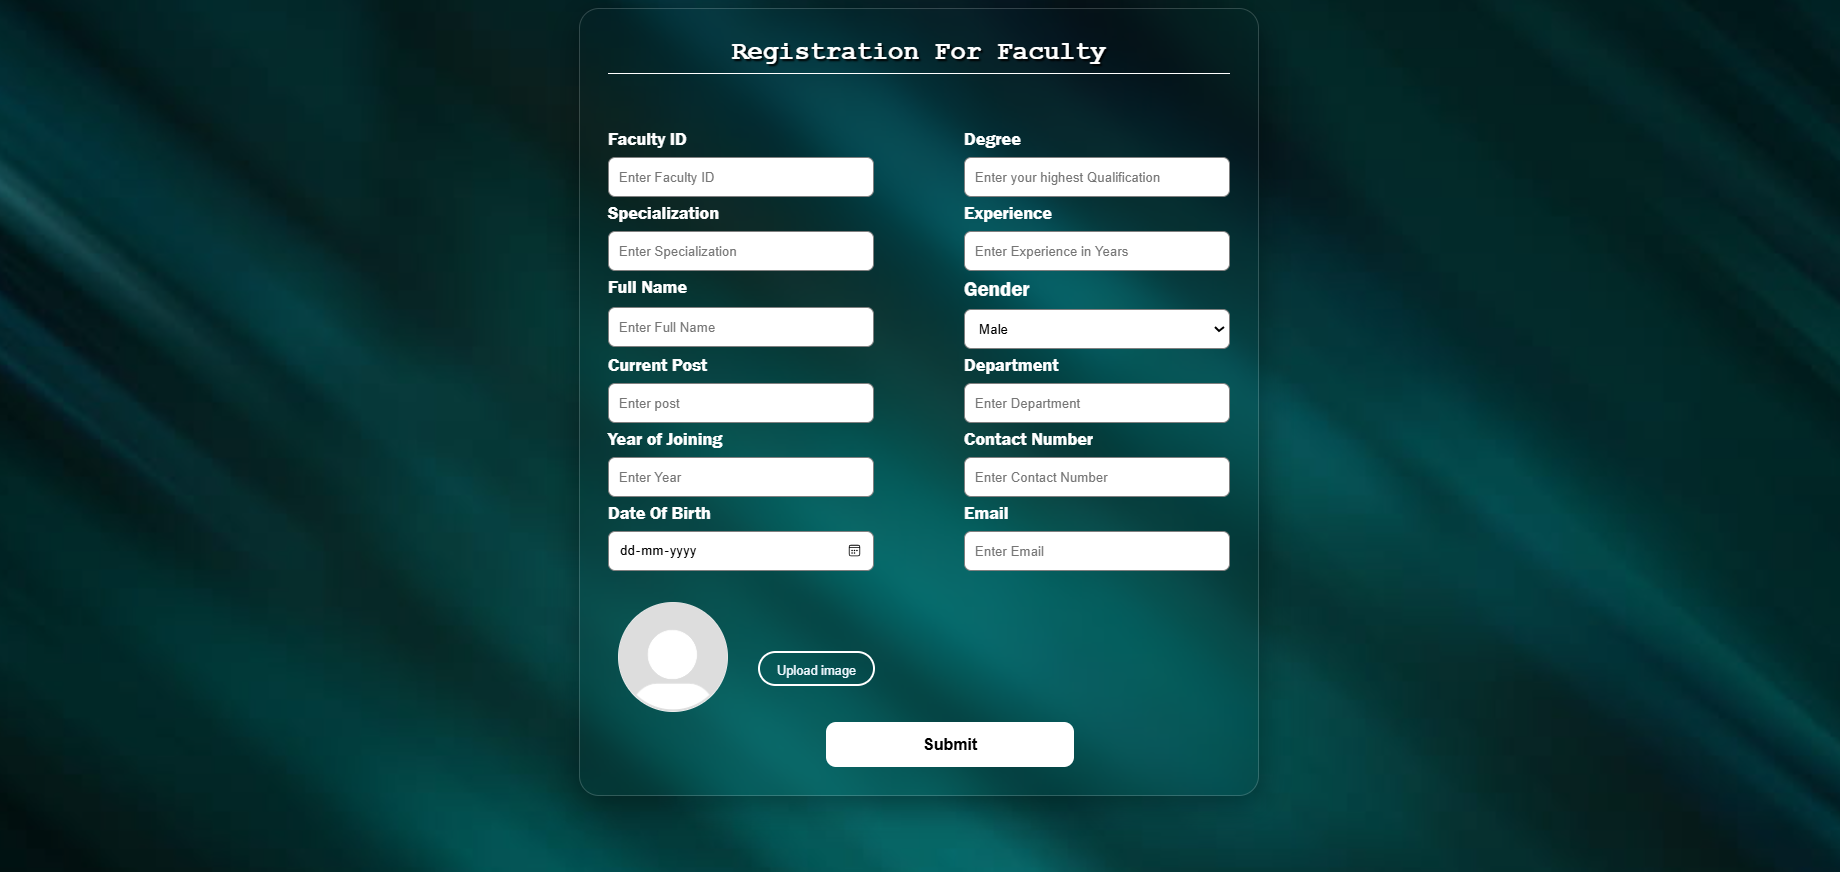 Registration For Faculty
Faculty ID
Degree
Enter Faculty ID
Enter your highest Qualification
Specialization
Experience
Enter Specialization
Enter Experience in Years
Full Name
Gender
Enter Full Name
Male
Current Post
Department
Enter post
Enter Department
Year of Joining
Contact Number
Enter Year
Enter Contact Number
Date Of Birth
Email
dd-mm-yyyy
Enter Email
Upload image
Submit